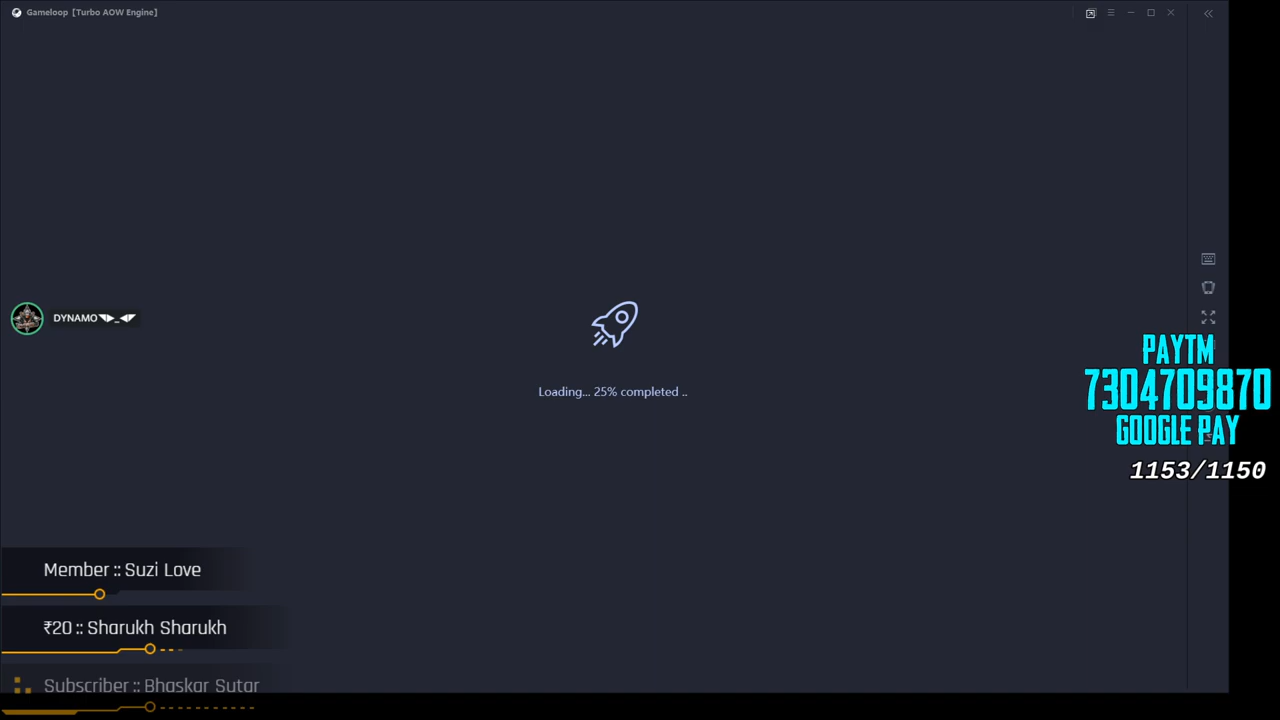 Gameloop [Turbo AOW Engine]
DYNAMO
Loading... 25% completed ..
PAYTM
7304709870
GOOGLE PAY
1153/1150
Member :: Suzi Love
₹20 :: Sharukh Sharukh
Subscriber :: Bhaskar Sutar